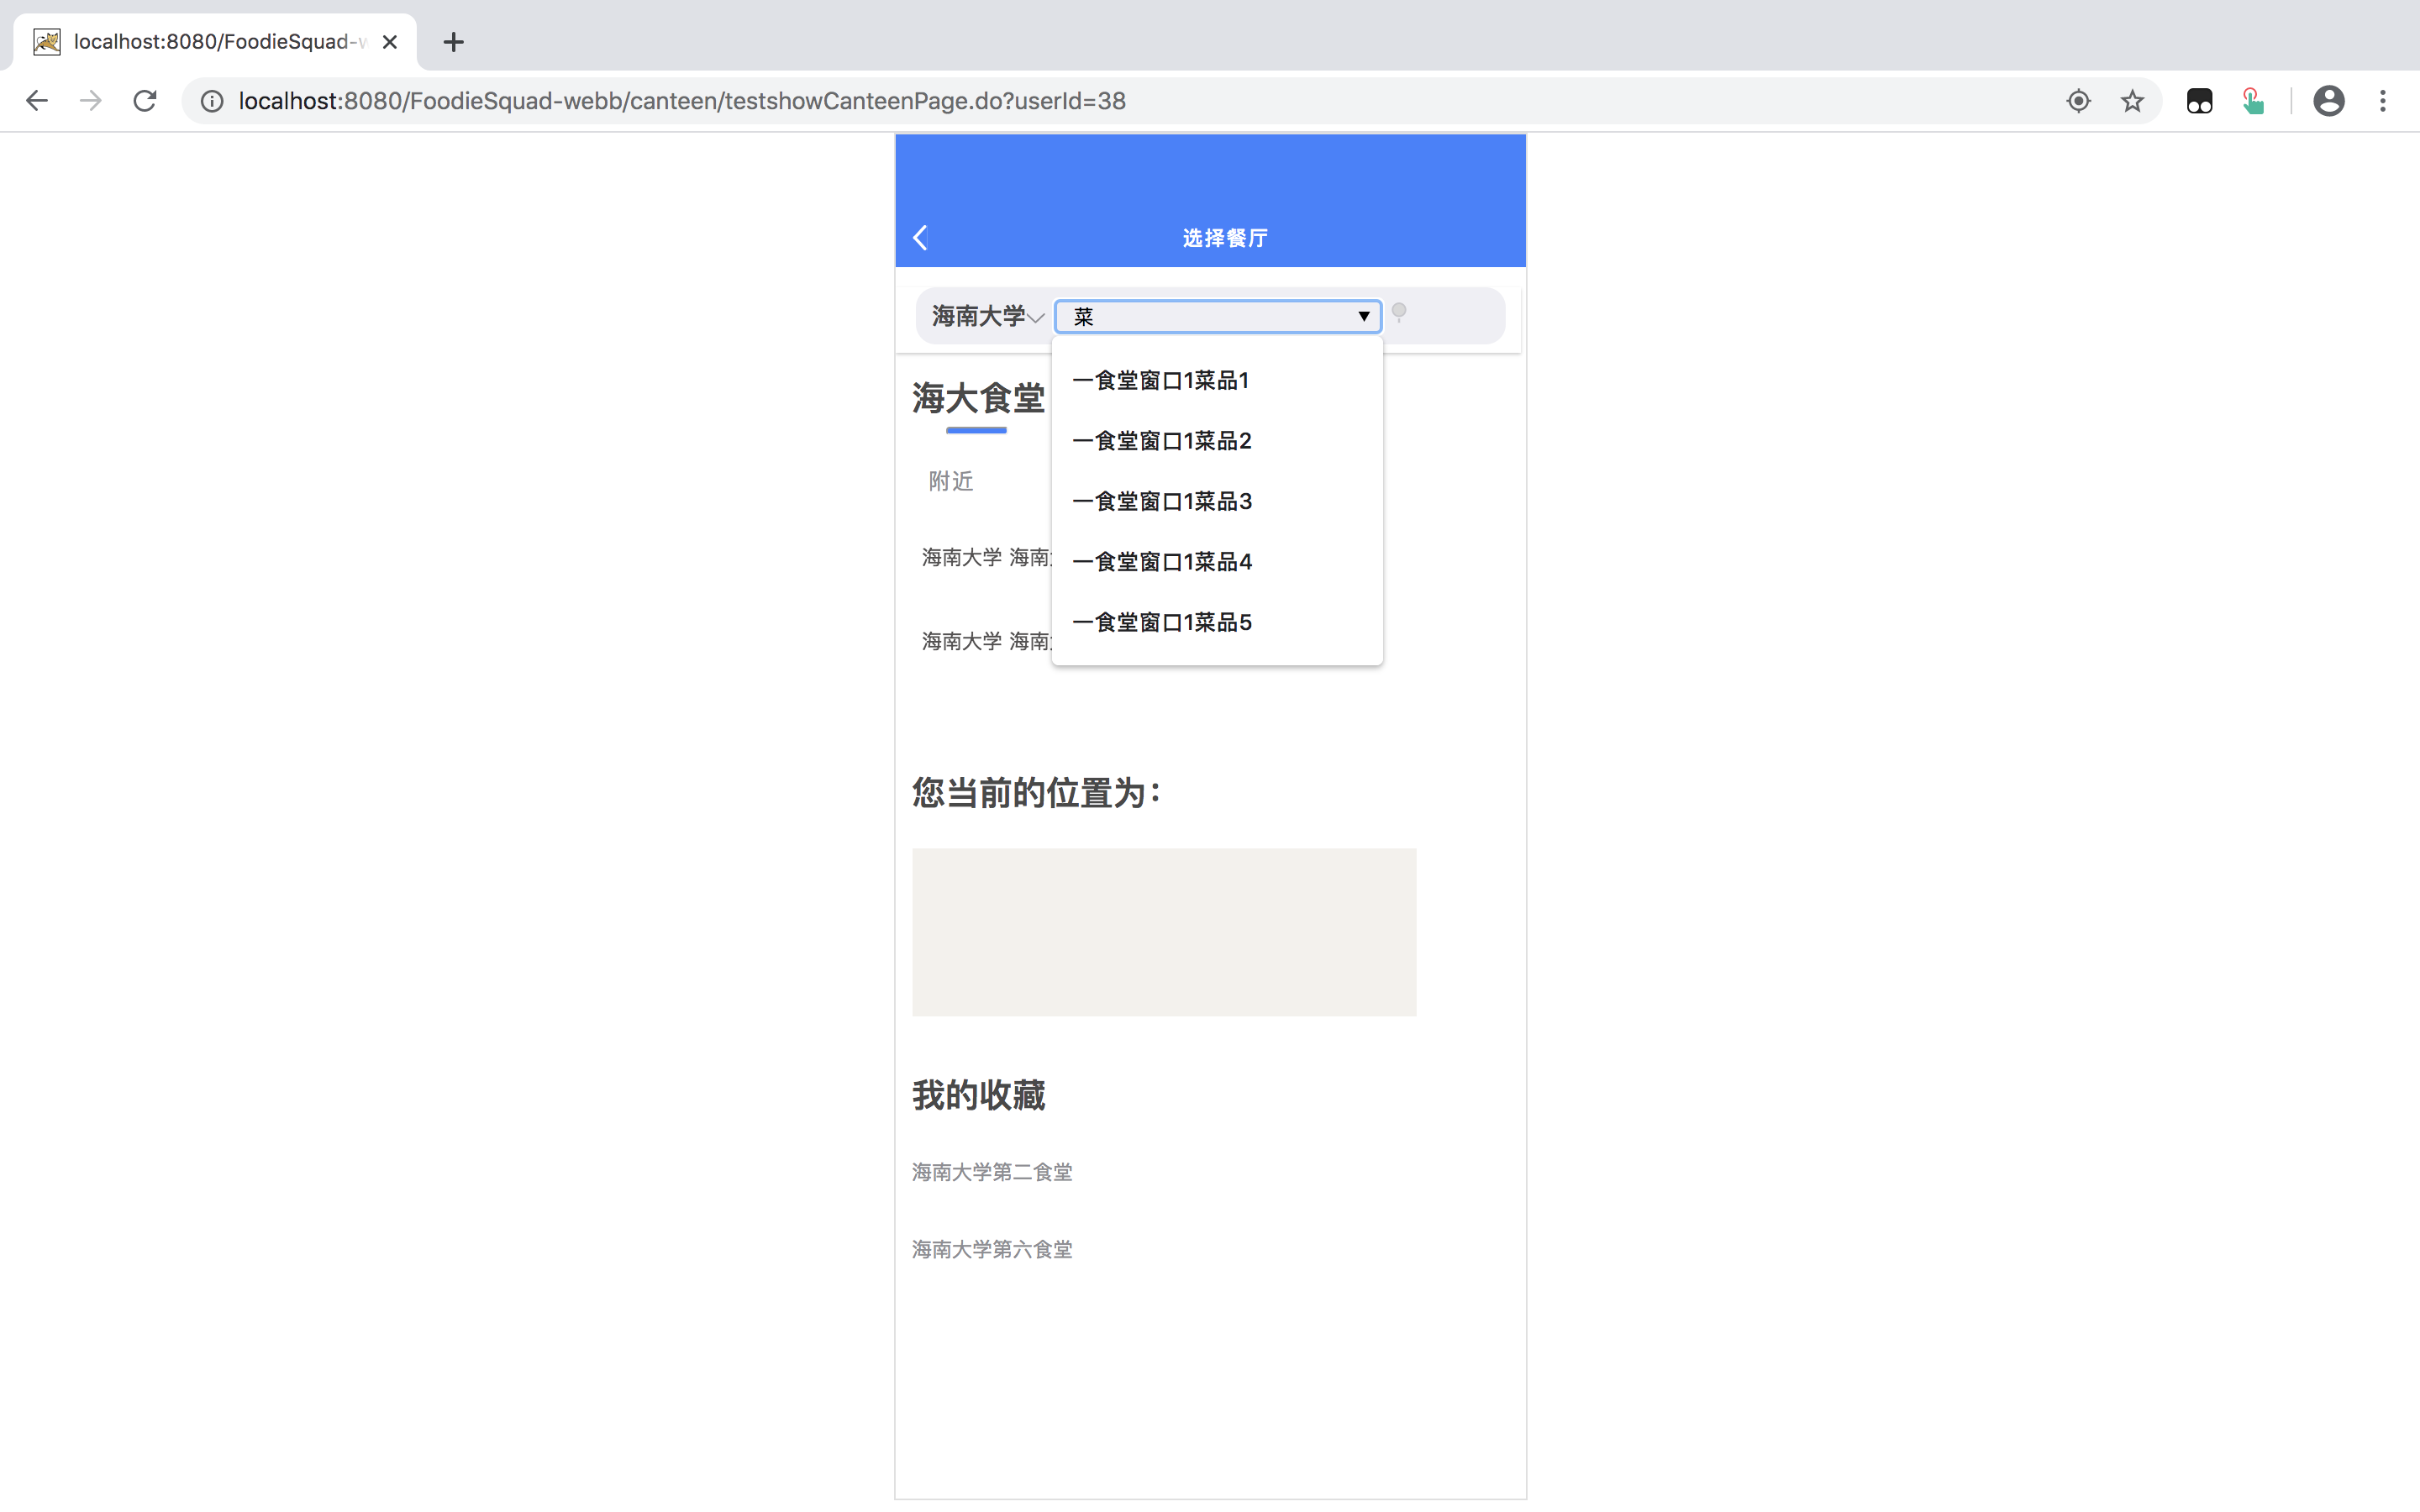 localhost:8080/FoodieSquad-w
localhost:8080/FoodieSquad-webb/canteen/testshowCanteenPage.do?userId=38
选择餐厅
海南大学 菜
一食堂窗口1菜品1
海大食堂
一食堂窗口1菜品2
附近
一食堂窗口1菜品3
海南大学 海南
一食堂窗口1菜品4
一食堂窗口1菜品5
海南大学 海南
您当前的位置为：
我的收藏
海南大学第二食堂
海南大学第六食堂